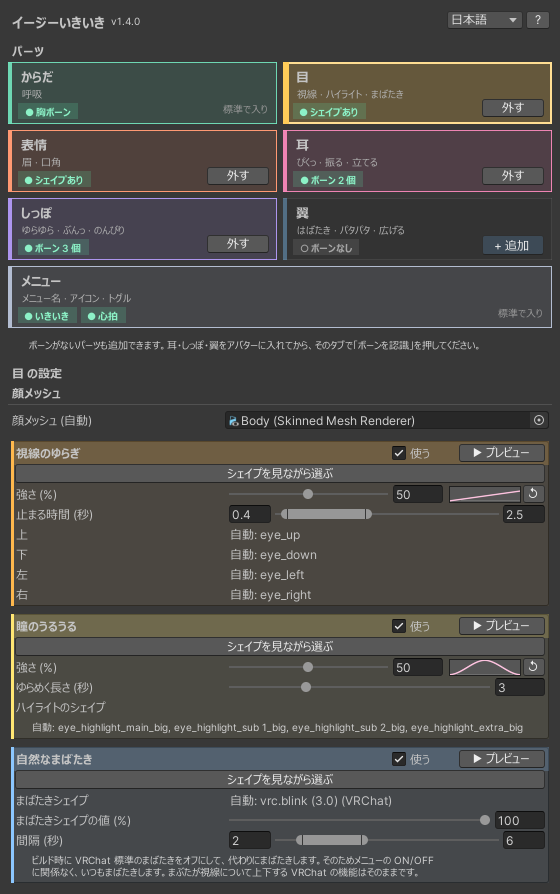 イージーいきいき v1.4.0 日本語 ?
パーツ
からだ
呼吸
● 胸ボーン 標準で入り
目
視線・ハイライト・まばたき
● シェイプあり 外す
表情
眉・口角
● シェイプあり 外す
耳
ぴくっ・振る・立てる
● ボーン 2 個 外す
しっぽ
ゆらゆら・ぶんっ・のんびり
● ボーン 3 個 外す
翼
はばたき・パタパタ・広げる
○ ボーンなし + 追加
メニュー
メニュー名・アイコン・トグル
● いきいき ● 心拍 標準で入り
ボーンがないパーツも追加できます。耳・しっぽ・翼をアバターに入れてから、そのタブで「ボーンを認識」を押してください。
目 の設定
顔メッシュ
顔メッシュ (自動) Body (Skinned Mesh Renderer)
視線のゆらぎ 使う ▶ プレビュー
シェイプを見ながら選ぶ
強さ (%) 50
止まる時間 (秒) 0.4 2.5
上 自動: eye_up
下 自動: eye_down
左 自動: eye_left
右 自動: eye_right
瞳のうるうる 使う ▶ プレビュー
シェイプを見ながら選ぶ
強さ (%) 50
ゆらめく長さ (秒) 3
ハイライトのシェイプ
自動: eye_highlight_main_big, eye_highlight_sub 1_big, eye_highlight_sub 2_big, eye_highlight_extra_big
自然なまばたき 使う ▶ プレビュー
シェイプを見ながら選ぶ
まばたきシェイプ 自動: vrc.blink (3.0) (VRChat)
まばたきシェイプの値 (%) 100
間隔 (秒) 2 6
ビルド時に VRChat 標準のまばたきをオフにして、代わりにまばたきします。そのためメニューの ON/OFF
に関係なく、いつもまばたきします。まぶたが視線について上下する VRChat の機能はそのままです。